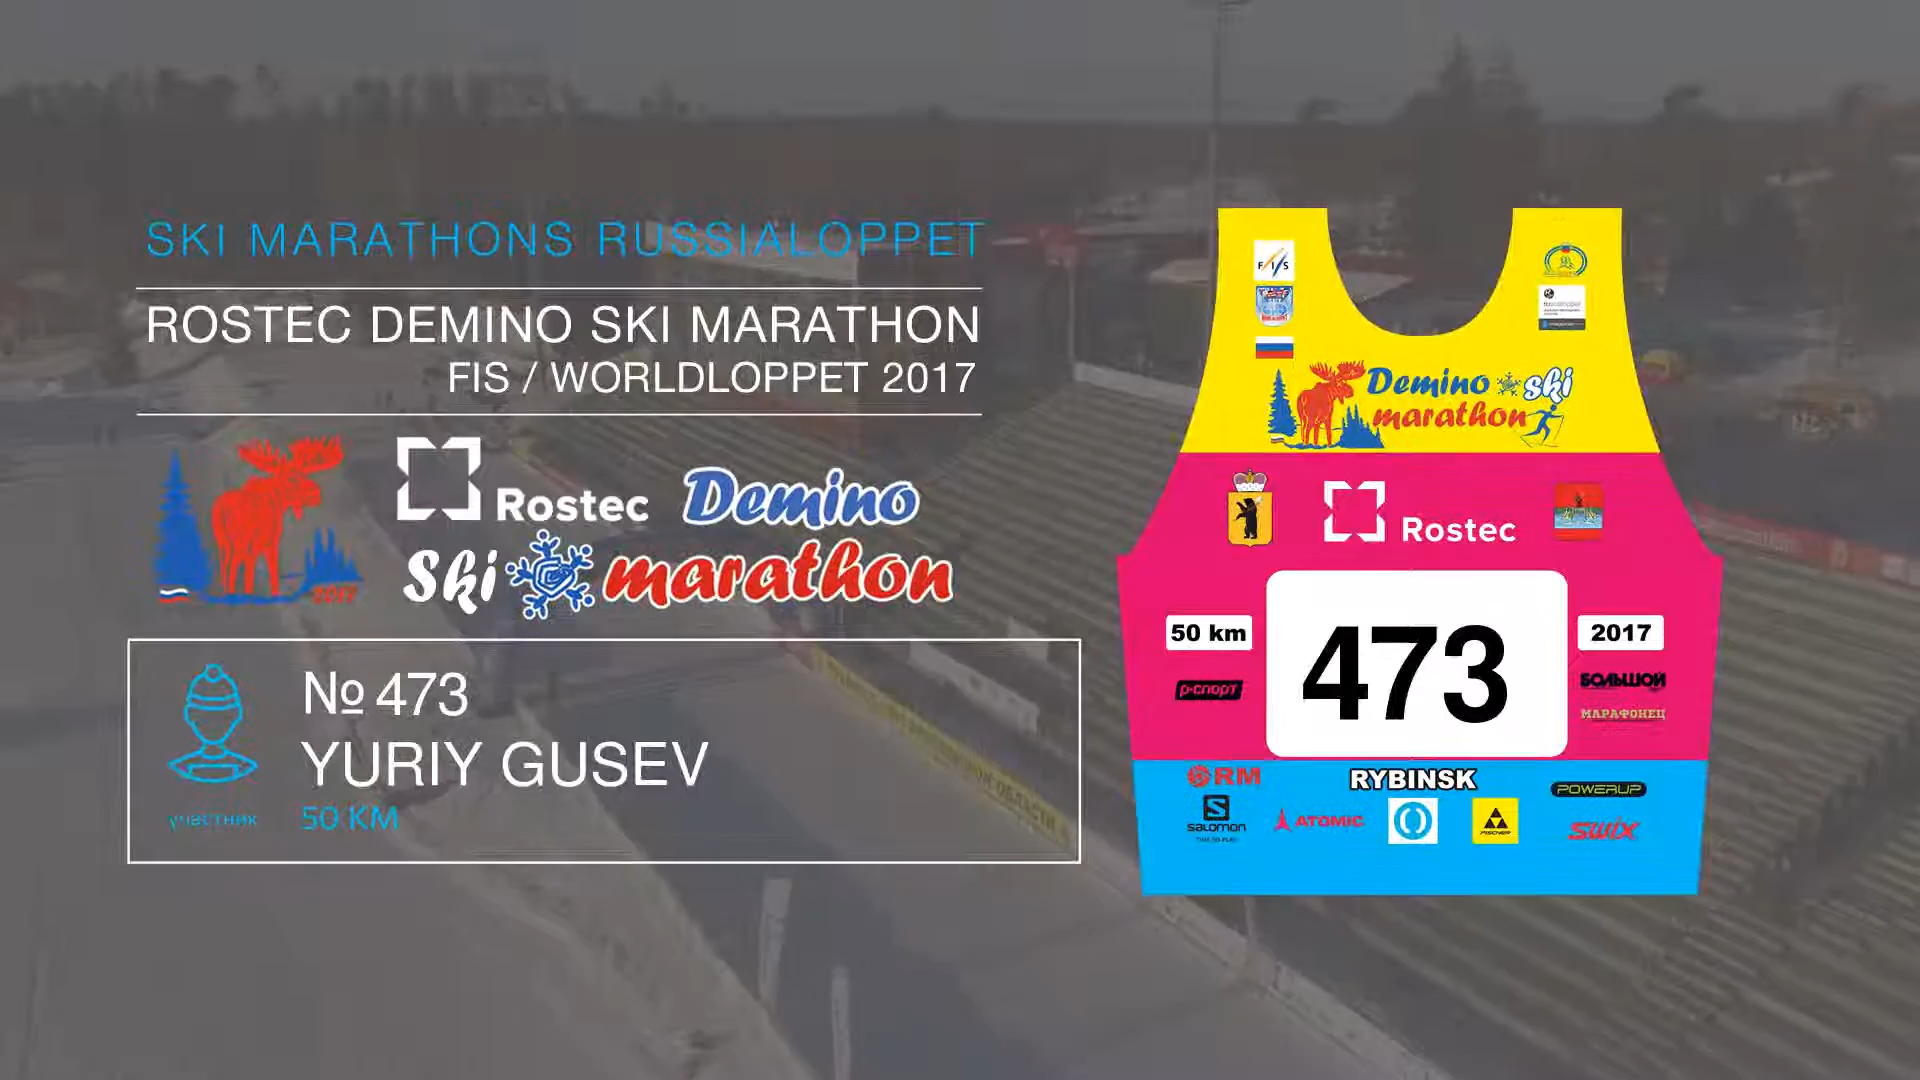 SKI MARATHONS RUSSIALOPPET
ROSTEC DEMINO SKI MARATHON
FIS / WORLDLOPPET 2017
Rostec Demino
Ski marathon
2017
№ 473
YURIY GUSEV
участник
50 KM
FIS
Demino ski
marathon
Rostec
50 km
473
2017
Р-СПОРТ
БОЛЬШОЙ
МАРАФОНЕЦ
RM
RYBINSK
POWERUP
SALOMON
ATOMIC
FISCHER
SWIX